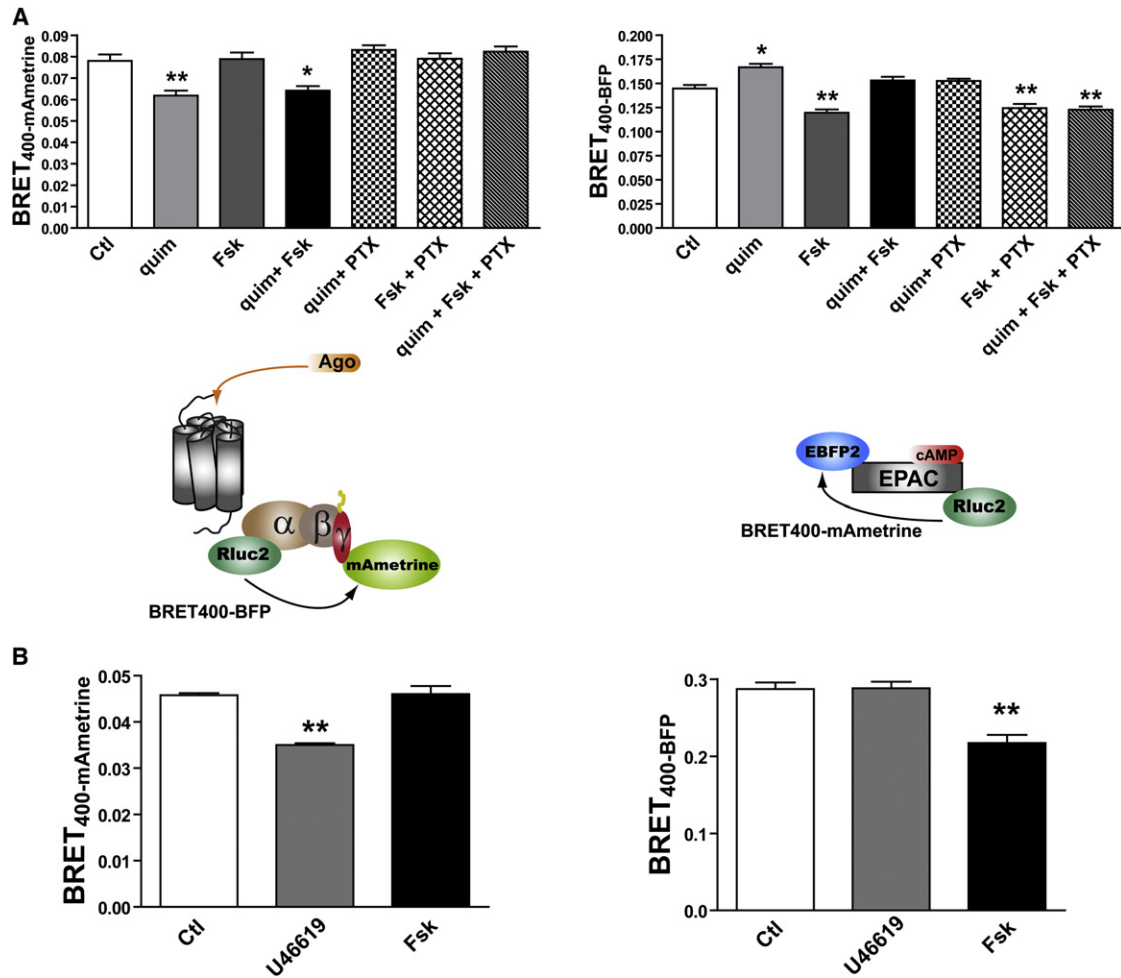 A
BRET400-mAmetrine
0.09
0.08
0.07
0.06
0.05
0.04
0.03
0.02
0.01
0.00
**
*
Ctl
quim
Fsk
quim+ Fsk
quim+ PTX
Fsk + PTX
quim + Fsk + PTX
BRET400-BFP
0.200
0.175
0.150
0.125
0.100
0.075
0.050
0.025
0.000
*
**
**
**
Ctl
quim
Fsk
quim+ Fsk
quim+ PTX
Fsk + PTX
quim + Fsk + PTX
Ago
α
β
γ
Rluc2
mAmetrine
BRET400-BFP
EBFP2
cAMP
EPAC
Rluc2
BRET400-mAmetrine
B
BRET400-mAmetrine
0.05
0.04
0.03
0.02
0.01
0.00
**
Ctl
U46619
Fsk
BRET400-BFP
0.3
0.2
0.1
0.0
**
Ctl
U46619
Fsk